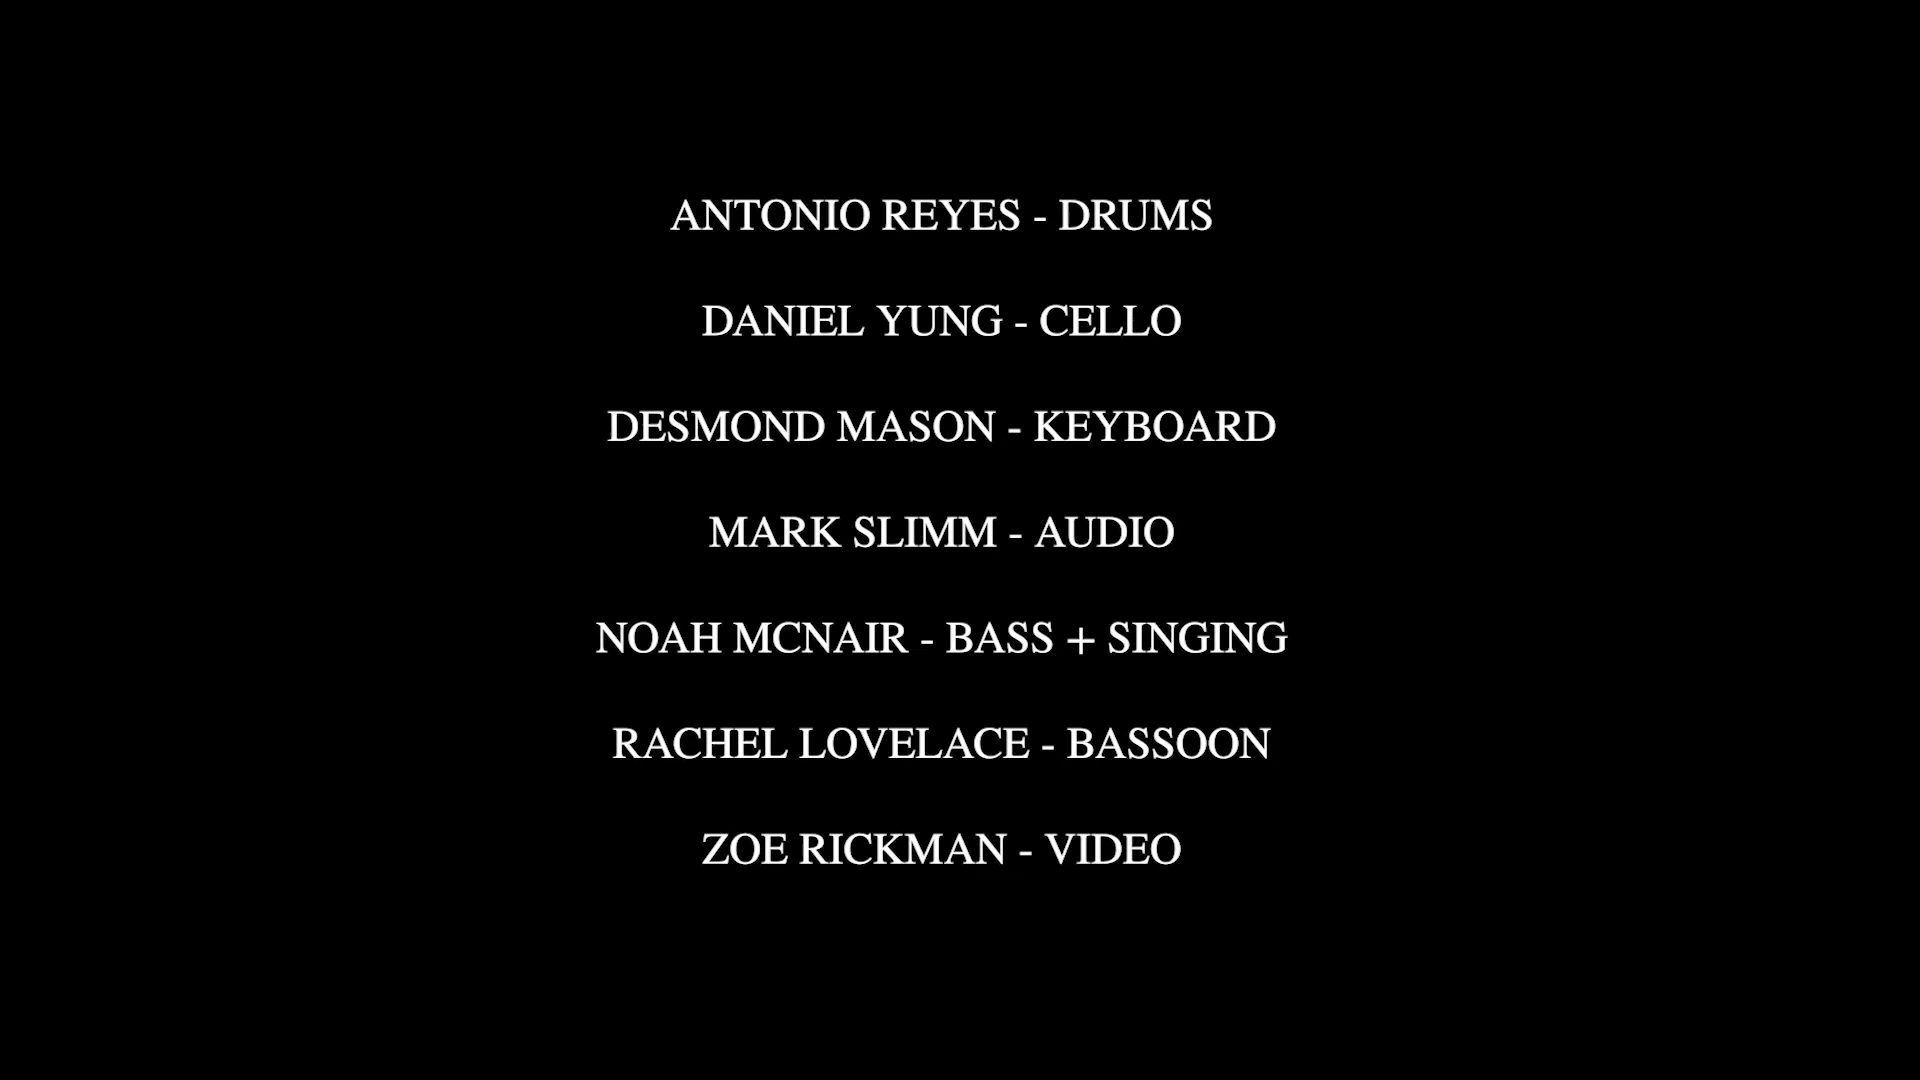 ANTONIO REYES - DRUMS
DANIEL YUNG - CELLO
DESMOND MASON - KEYBOARD
MARK SLIMM - AUDIO
NOAH MCNAIR - BASS + SINGING
RACHEL LOVELACE - BASSOON
ZOE RICKMAN - VIDEO